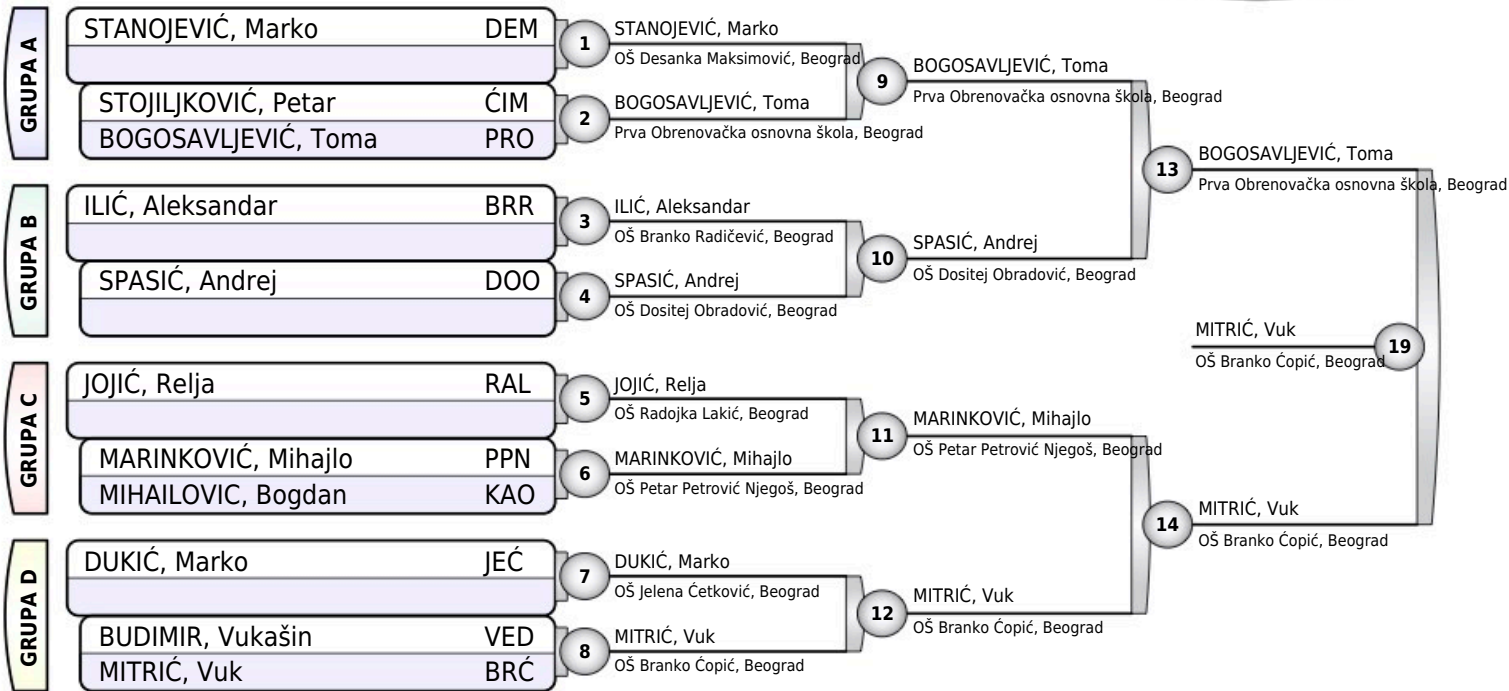 GRUPA A
STANOJEVIĆ, Marko DEM
STOJILJKOVIĆ, Petar ĆIM
BOGOSAVLJEVIĆ, Toma PRO
GRUPA B
ILIĆ, Aleksandar BRR
SPASIĆ, Andrej DOO
GRUPA C
JOJIĆ, Relja RAL
MARINKOVIĆ, Mihajlo PPN
MIHAILOVIC, Bogdan KAO
GRUPA D
DUKIĆ, Marko JEĆ
BUDIMIR, Vukašin VED
MITRIĆ, Vuk BRĆ
1
STANOJEVIĆ, Marko
OŠ Desanka Maksimović, Beograd
2
BOGOSAVLJEVIĆ, Toma
Prva Obrenovačka osnovna škola, Beograd
3
ILIĆ, Aleksandar
OŠ Branko Radičević, Beograd
4
SPASIĆ, Andrej
OŠ Dositej Obradović, Beograd
5
JOJIĆ, Relja
OŠ Radojka Lakić, Beograd
6
MARINKOVIĆ, Mihajlo
OŠ Petar Petrović Njegoš, Beograd
7
DUKIĆ, Marko
OŠ Jelena Ćetković, Beograd
8
MITRIĆ, Vuk
OŠ Branko Ćopić, Beograd
9
BOGOSAVLJEVIĆ, Toma
Prva Obrenovačka osnovna škola, Beograd
10
SPASIĆ, Andrej
OŠ Dositej Obradović, Beograd
11
MARINKOVIĆ, Mihajlo
OŠ Petar Petrović Njegoš, Beograd
12
MITRIĆ, Vuk
OŠ Branko Ćopić, Beograd
13
BOGOSAVLJEVIĆ, Toma
Prva Obrenovačka osnovna škola, Beograd
14
MITRIĆ, Vuk
OŠ Branko Ćopić, Beograd
MITRIĆ, Vuk
OŠ Branko Ćopić, Beograd
19